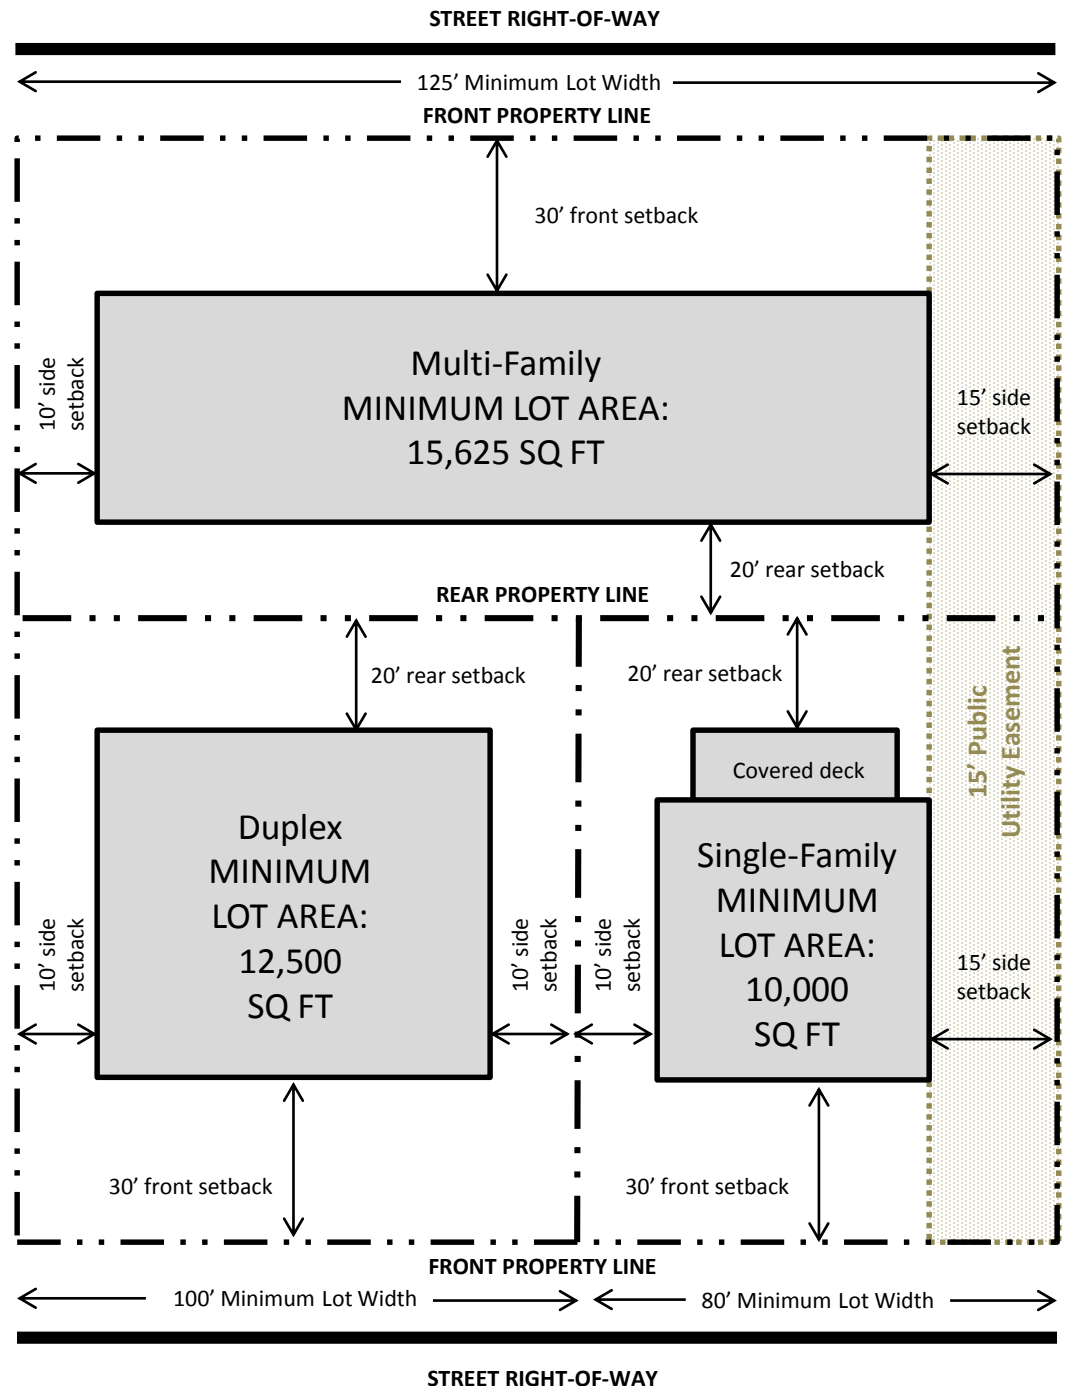 STREET RIGHT-OF-WAY
125’ Minimum Lot Width
FRONT PROPERTY LINE
30’ front setback
Multi-Family
MINIMUM LOT AREA:
15,625 SQ FT
10’ side
setback
15’ side
setback
20’ rear setback
REAR PROPERTY LINE
20’ rear setback
20’ rear setback
15’ Public
Utility Easement
Covered deck
Duplex
MINIMUM
LOT AREA:
12,500
SQ FT
Single-Family
MINIMUM
LOT AREA:
10,000
SQ FT
10’ side
setback
10’ side
setback
10’ side
setback
15’ side
setback
30’ front setback
30’ front setback
FRONT PROPERTY LINE
100’ Minimum Lot Width
80’ Minimum Lot Width
STREET RIGHT-OF-WAY